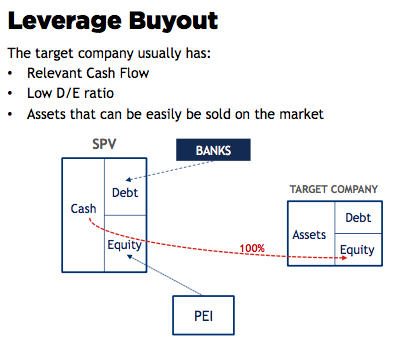 Leverage Buyout
The target company usually has:
• Relevant Cash Flow
• Low D/E ratio
• Assets that can be easily be sold on the market
SPV
BANKS
Cash
Debt
Equity
TARGET COMPANY
Assets
Debt
Equity
100%
PEI